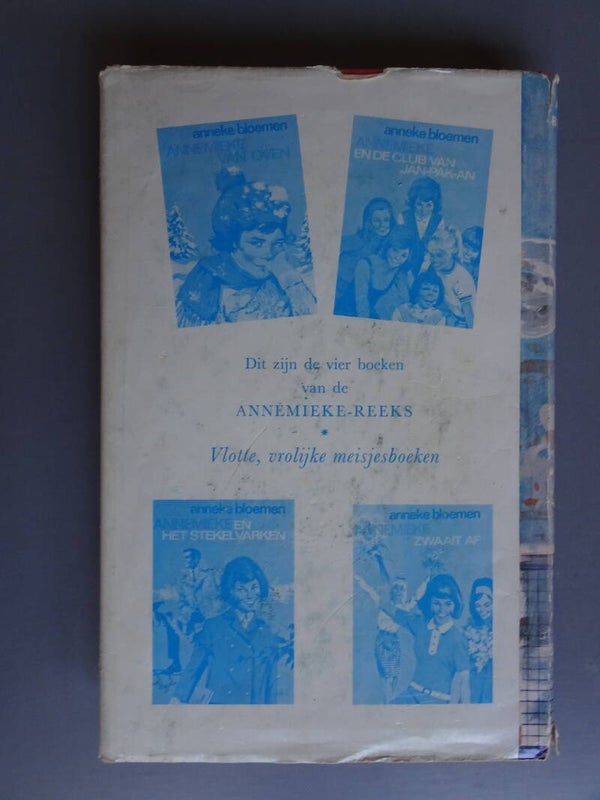 anneke bloemen
ANNEMIEKE
VAN OVEN
anneke bloemen
ANNEMIEKE
EN DE CLUB VAN
JAN-PAK-AN
Dit zijn de vier boeken
van de
ANNEMIEKE-REEKS
*
Vlotte, vrolijke meisjesboeken
anneke bloemen
ANNEMIEKE EN
HET STEKELVARKEN
anneke bloemen
ANNEMIEKE
ZWAAIT AF